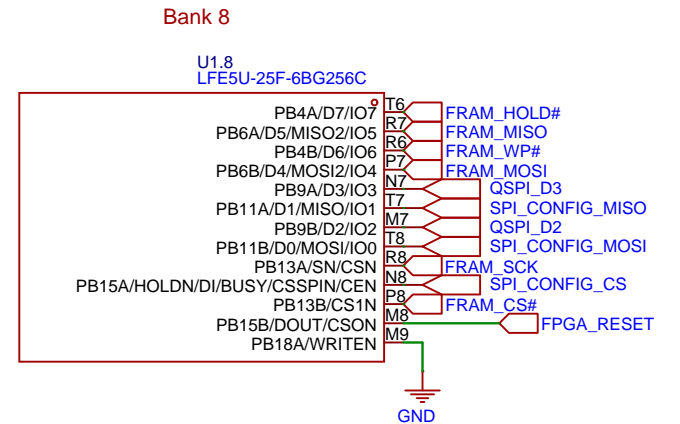 Bank 8
U1.8
LFE5U-25F-6BG256C
PB4A/D7/IO7 T6 FRAM_HOLD#
PB6A/D5/MISO2/IO5 R7 FRAM_MISO
PB4B/D6/IO6 R6 FRAM_WP#
PB6B/D4/MOSI2/IO4 P7 FRAM_MOSI
PB9A/D3/IO3 N7 QSPI_D3
PB11A/D1/MISO/IO1 T7 SPI_CONFIG_MISO
PB9B/D2/IO2 M7 QSPI_D2
PB11B/D0/MOSI/IO0 T8 SPI_CONFIG_MOSI
PB13A/SN/CSN R8 FRAM_SCK
PB15A/HOLDN/DI/BUSY/CSSPIN/CEN N8 SPI_CONFIG_CS
PB13B/CS1N P8 FRAM_CS#
PB15B/DOUT/CSON M8 FPGA_RESET
PB18A/WRITEN M9
GND